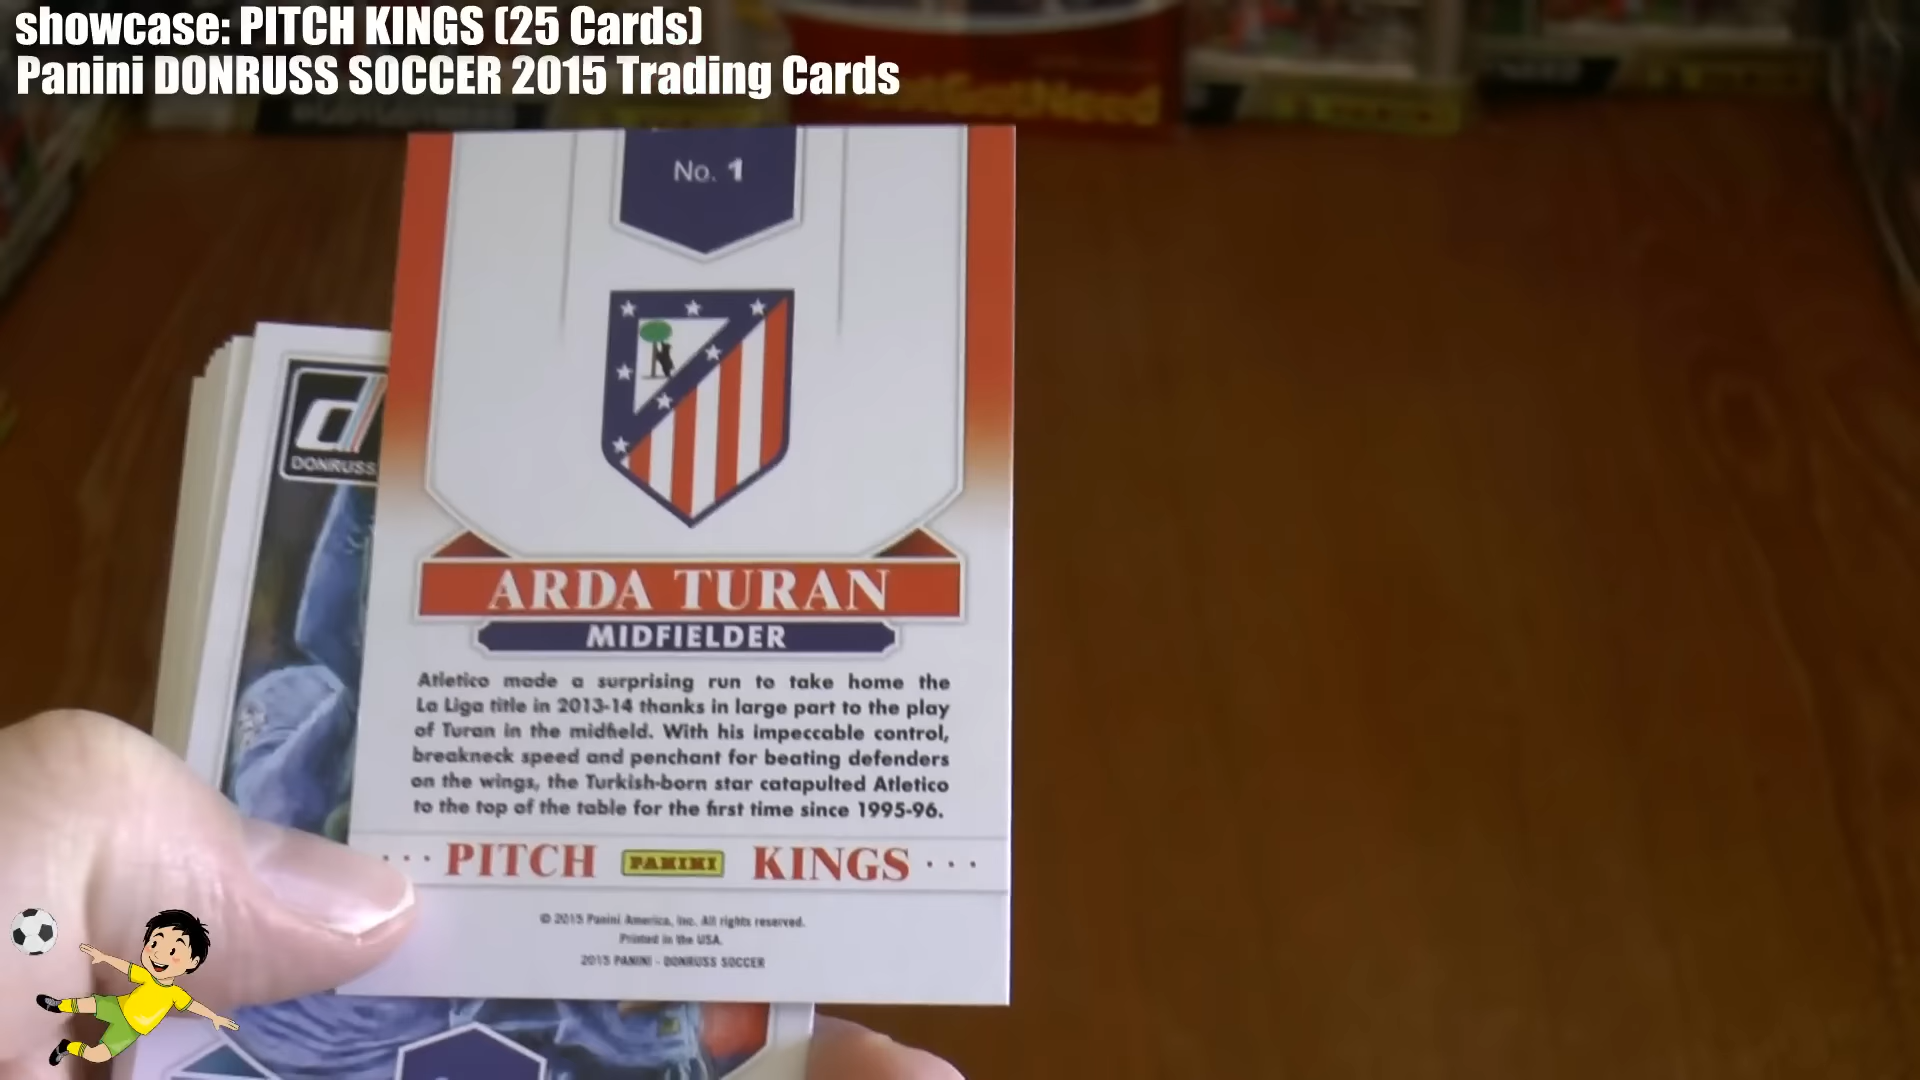 showcase: PITCH KINGS (25 Cards)
Panini DONRUSS SOCCER 2015 Trading Cards
No. 1
DONRUSS
ARDA TURAN
MIDFIELDER
Atletico made a surprising run to take home the
La Liga title in 2013-14 thanks in large part to the play
of Turan in the midfield. With his impeccable control,
breakneck speed and penchant for beating defenders
on the wings, the Turkish-born star catapulted Atletico
to the top of the table for the first time since 1995-96.
··· PITCH PANINI KINGS ···
© 2015 Panini America, Inc. All rights reserved.
Printed in the USA.
2015 PANINI - DONRUSS SOCCER